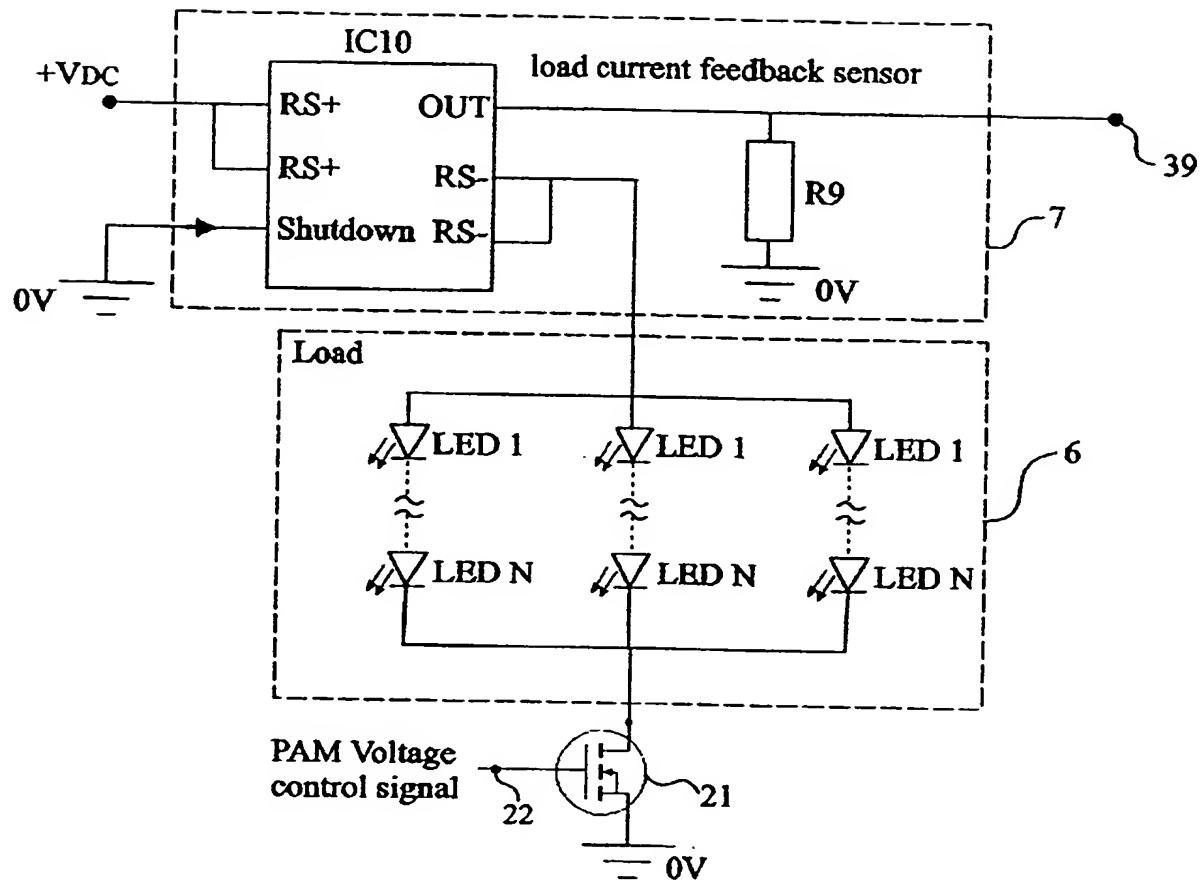 IC10
+VDC
RS+
OUT
load current feedback sensor
39
RS+
RS-
R9
7
Shutdown
RS-
0V
0V
Load
LED 1
LED 1
LED 1
6
LED N
LED N
LED N
PAM Voltage
control signal
22
21
0V